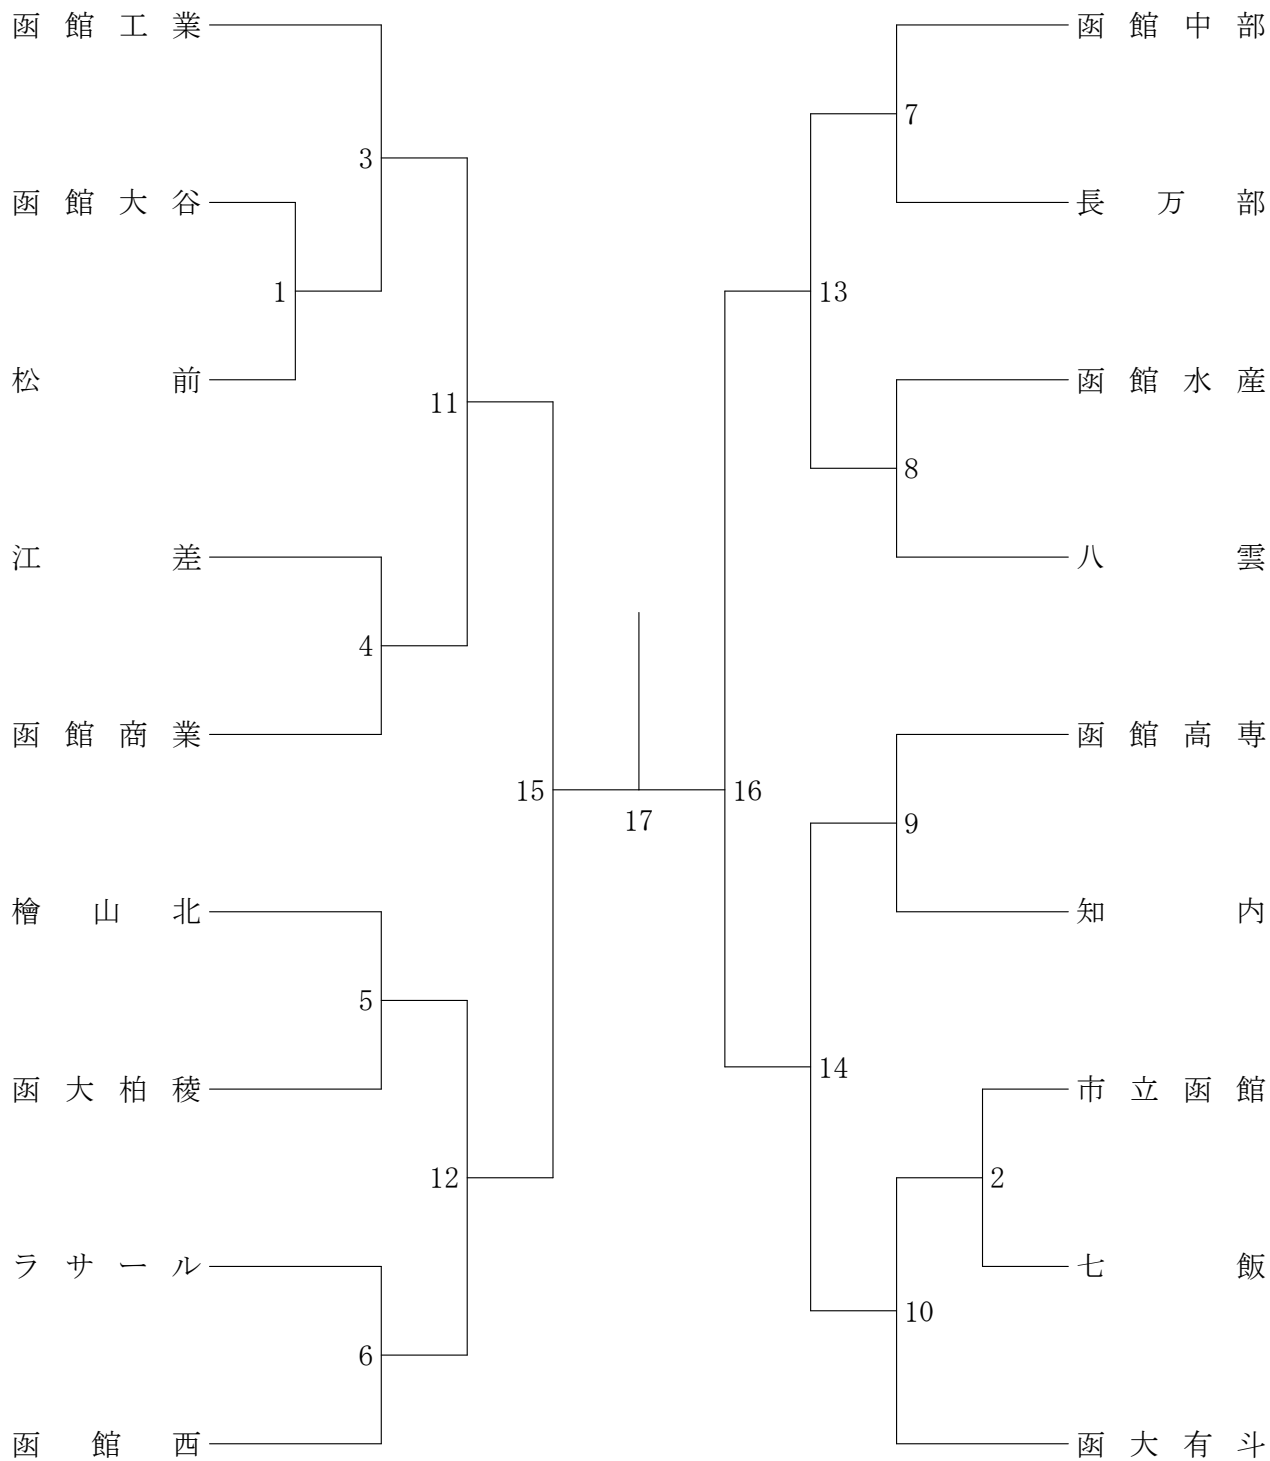 函館工業
函館大谷
松前
江差
函館商業
檜山北
函大柏稜
ラサール
函館西
1
3
4
5
6
11
12
15
17
16
13
14
7
8
9
10
2
函館中部
長万部
函館水産
八雲
函館高専
知内
市立函館
七飯
函大有斗